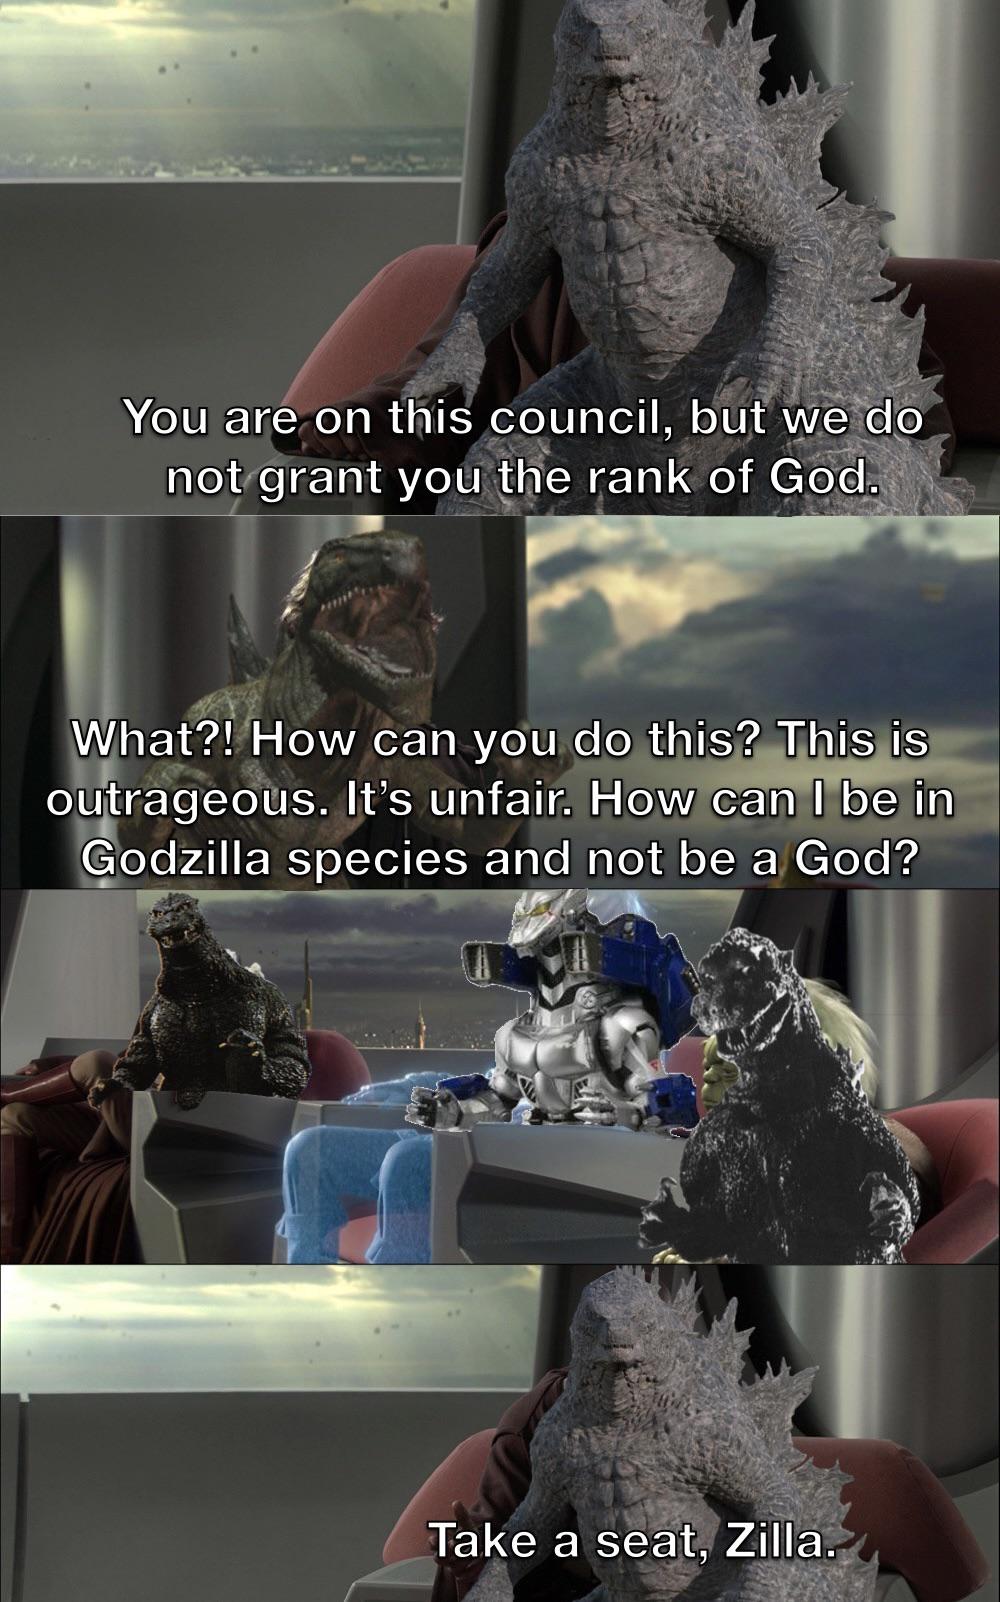 You are on this council, but we do
not grant you the rank of God.
What?! How can you do this? This is
outrageous. It’s unfair. How can I be in
Godzilla species and not be a God?
Take a seat, Zilla.